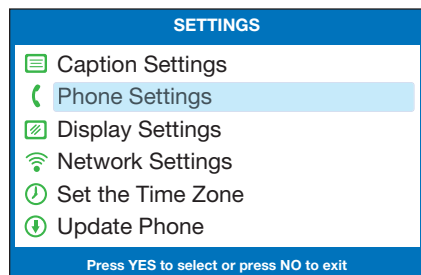 SETTINGS
Caption Settings
Phone Settings
Display Settings
Network Settings
Set the Time Zone
Update Phone
Press YES to select or press NO to exit